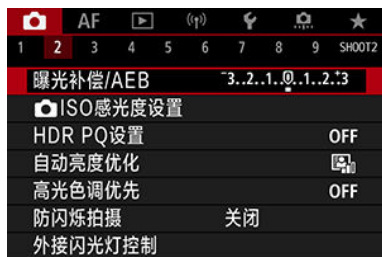 AF
1 2 3 4 5 6 7 8 9 SHOOT2
曝光补偿/AEB -3..2..1..0..1..2..+3
ISO感光度设置
HDR PQ设置 OFF
自动亮度优化
高光色调优先 OFF
防闪烁拍摄 关闭
外接闪光灯控制